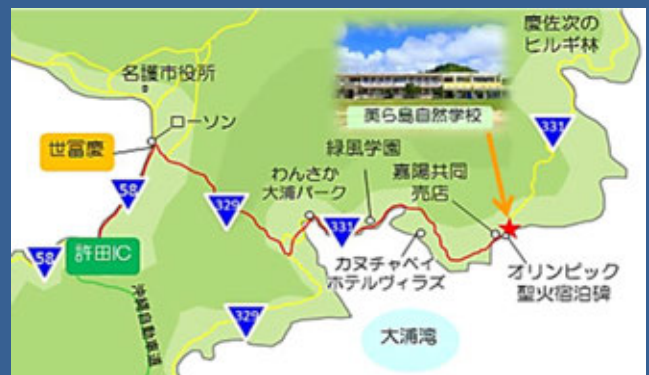 慶佐次の
ヒルギ林
名護市役所
ローソン
美ら島自然学校
世冨慶
331
緑風学園
嘉陽共同
売店
わんさか
大浦パーク
58
329
331
58
許田IC
カヌチャベイ
ホテルヴィラズ
オリンピック
聖火宿泊碑
329
大浦湾
沖縄自動車道